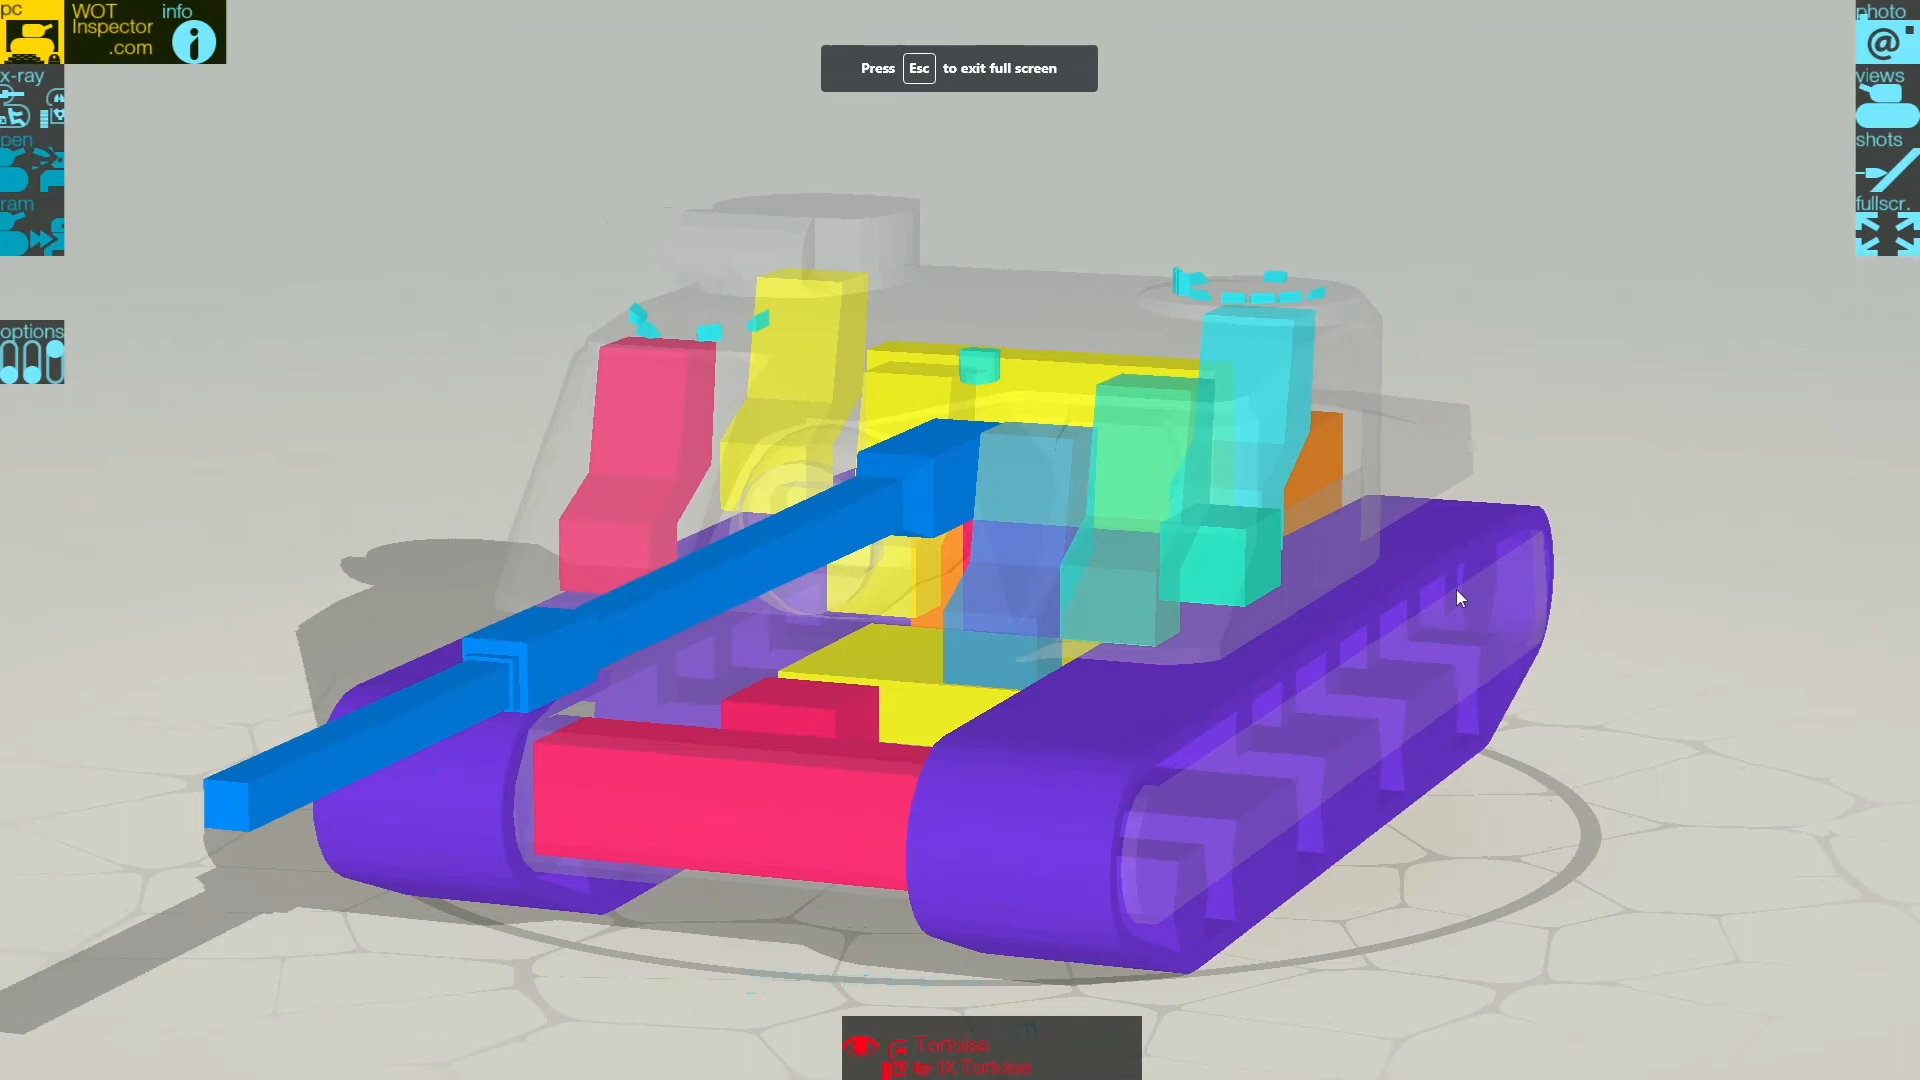 pc
WOT
Inspector
.com
info
x-ray
pen
ram
options
Press Esc to exit full screen
photo
@
views
shots
fullscr.
Tortoise
IX Tortoise